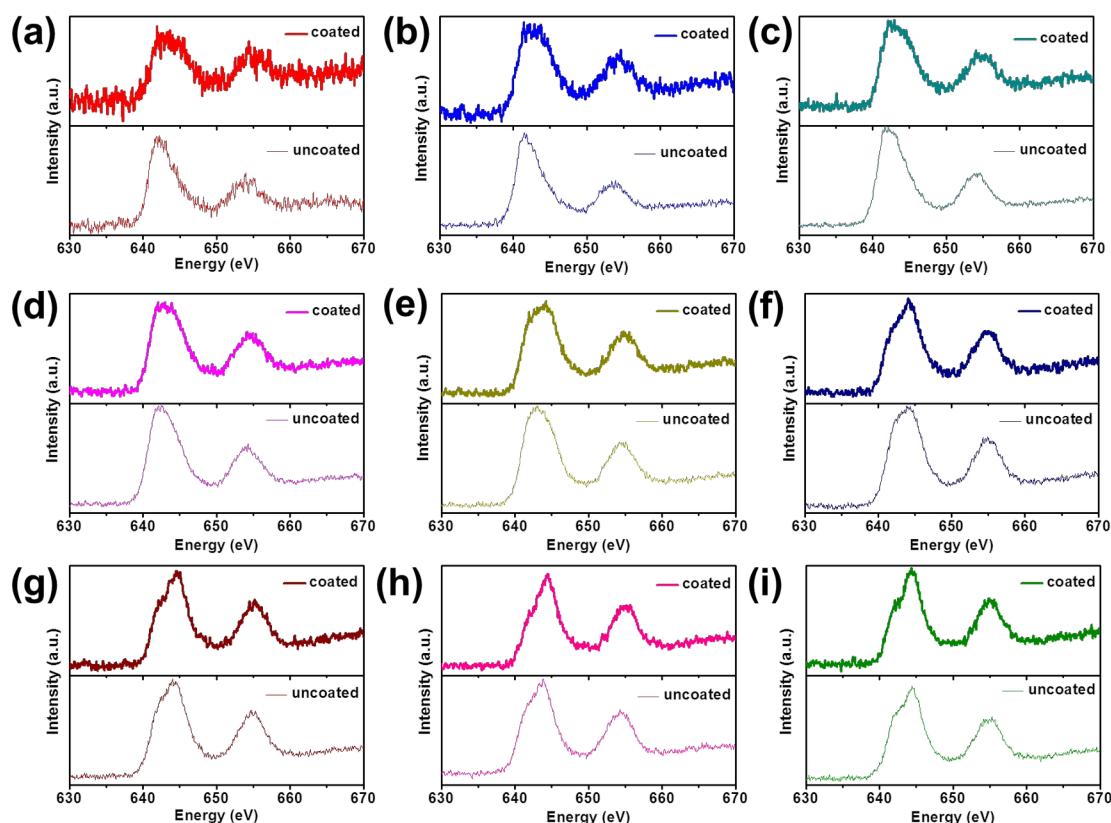 (a)
coated
uncoated
Intensity (a.u.)
630 640 650 660 670
Energy (eV)
(b)
coated
uncoated
Intensity (a.u.)
630 640 650 660 670
Energy (eV)
(c)
coated
uncoated
Intensity (a.u.)
630 640 650 660 670
Energy (eV)
(d)
coated
uncoated
Intensity (a.u.)
630 640 650 660 670
Energy (eV)
(e)
coated
uncoated
Intensity (a.u.)
630 640 650 660 670
Energy (eV)
(f)
coated
uncoated
Intensity (a.u.)
630 640 650 660 670
Energy (eV)
(g)
coated
uncoated
Intensity (a.u.)
630 640 650 660 670
Energy (eV)
(h)
coated
uncoated
Intensity (a.u.)
630 640 650 660 670
Energy (eV)
(i)
coated
uncoated
Intensity (a.u.)
630 640 650 660 670
Energy (eV)